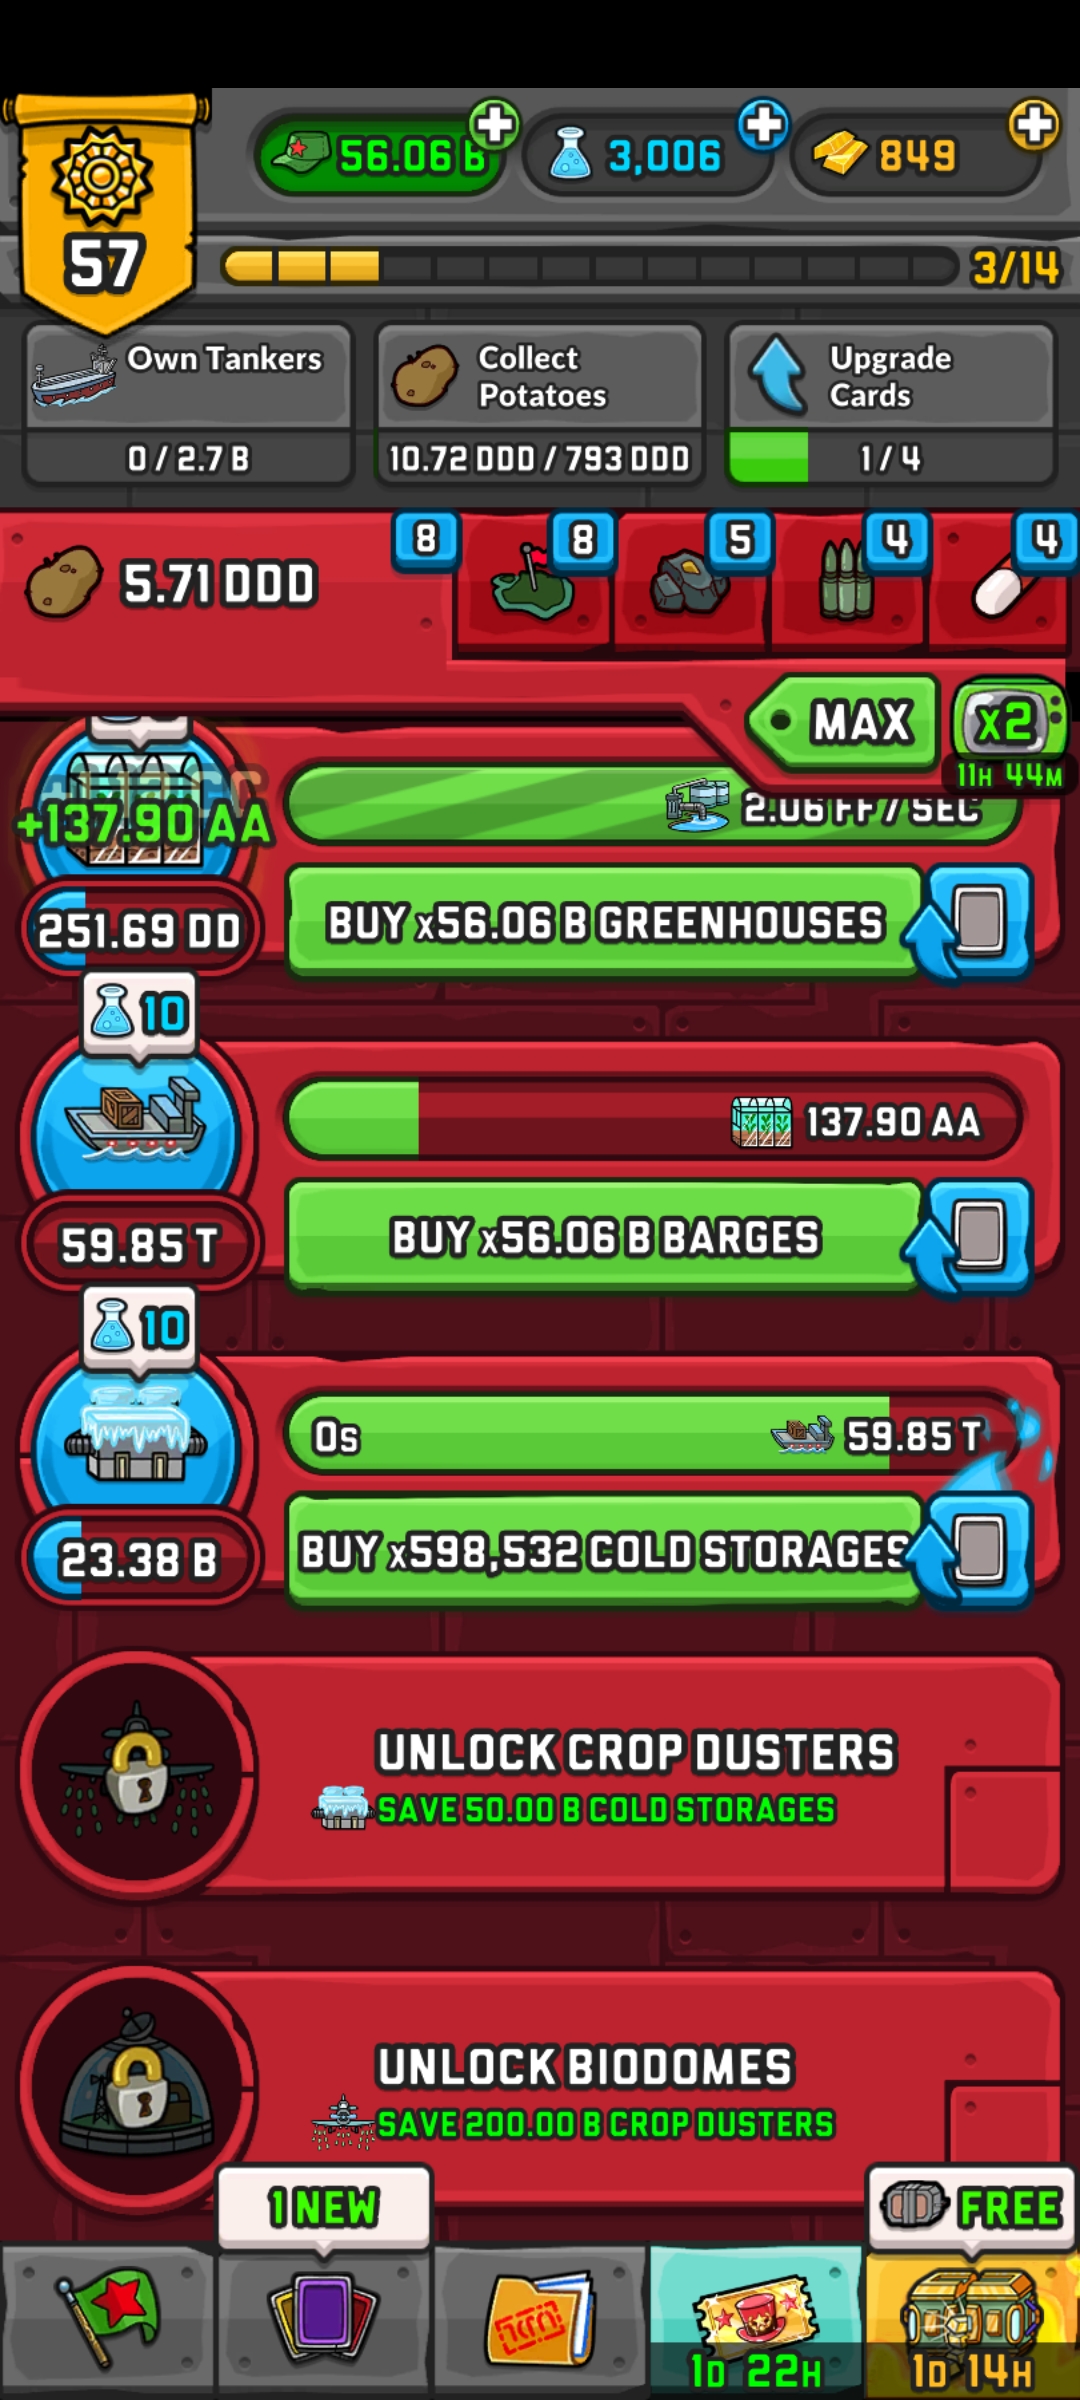 56.06 B
3,006
849
57
3/14
Own Tankers
0 / 2.7 B
Collect
Potatoes
10.72 DDD / 793 DDD
Upgrade
Cards
1 / 4
5.71 DDD
8
8
5
4
4
MAX
x2
11H 44M
+137.90 AA
2.06 FF / SEC
251.69 DD
BUY x56.06 B GREENHOUSES
10
137.90 AA
59.85 T
BUY x56.06 B BARGES
10
0s
59.85 T
23.38 B
BUY x598,532 COLD STORAGES
UNLOCK CROP DUSTERS
SAVE 50.00 B COLD STORAGES
UNLOCK BIODOMES
SAVE 200.00 B CROP DUSTERS
1 NEW
FREE
1D 22H
1D 14H